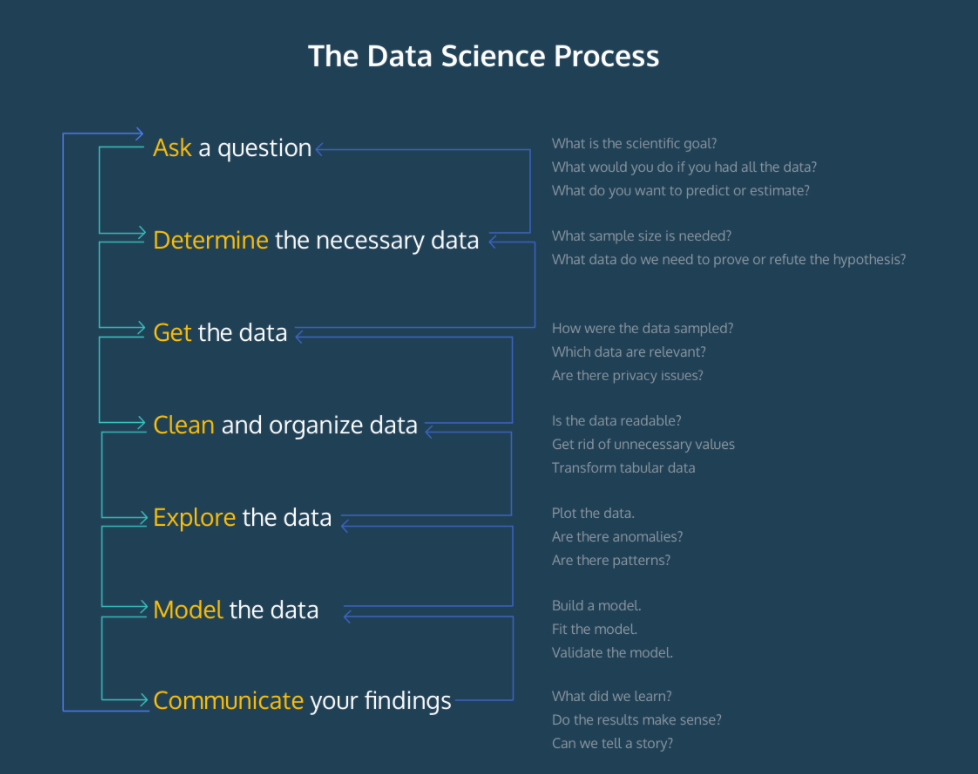 The Data Science Process
Ask a question
What is the scientific goal?
What would you do if you had all the data?
What do you want to predict or estimate?
Determine the necessary data
What sample size is needed?
What data do we need to prove or refute the hypothesis?
Get the data
How were the data sampled?
Which data are relevant?
Are there privacy issues?
Clean and organize data
Is the data readable?
Get rid of unnecessary values
Transform tabular data
Explore the data
Plot the data.
Are there anomalies?
Are there patterns?
Model the data
Build a model.
Fit the model.
Validate the model.
Communicate your findings
What did we learn?
Do the results make sense?
Can we tell a story?